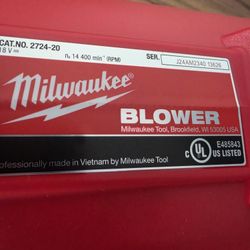 CAT.NO. 2724-20
18 V⎓ n₀ 14 400 min⁻¹ (RPM) SER. J24AM2340 13626
Milwaukee
BLOWER
Milwaukee Tool, Brookfield, WI 53005 USA
C UL US LISTED E485843
rofessionally made in Vietnam by Milwaukee Tool